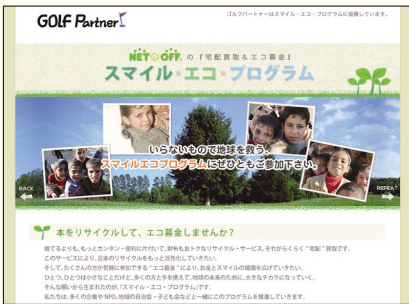 GOLF Partner
ゴルフパートナーはスマイル・エコ・プログラムに協賛しています。
NET OFF. の『宅配買取&エコ募金』
スマイル・エコ・プログラム
いらないもので地球を救う。
スマイルエコプログラムにぜひともご参加下さい。
BACK
REPEAT
本をリサイクルして、エコ募金しませんか?
捨てるよりも、もっとカンタン・便利に片付いて、財布もおトクなリサイクル・サービス、それからくらく"宅配"買取です。
このサービスにより、日本のリサイクルをもっと活性化していきたい。
そして、たくさんの方が気軽に参加できる"エコ募金"により、お金とスマイルの循環を広げていきたい。
ひとつ、ひとつは小さなことだけど、多くの方と手を携えて、地球の未来のために、大きなチカラになっていく、
そんな願いから生まれたのが、「スマイル・エコ・プログラム」です。
私たちは、多くの企業やNPO、地域の自治会・子ども会などと一緒にこのプログラムを推進していきます。